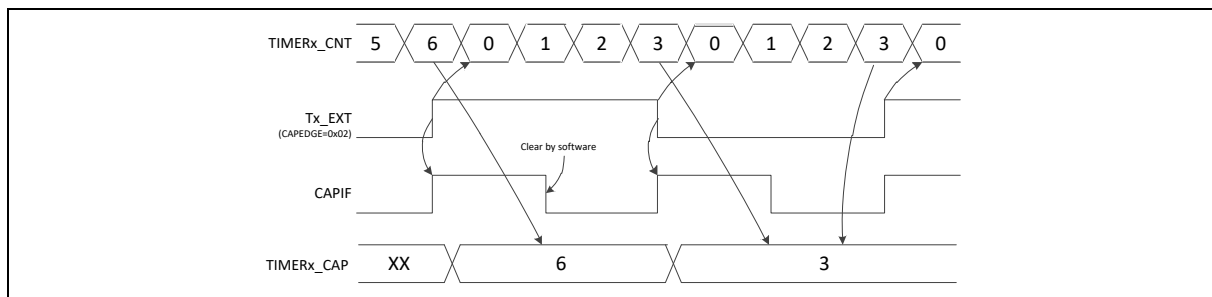 TIMERx_CNT 5 6 0 1 2 3 0 1 2 3 0
Tx_EXT
(CAPEDGE=0x02)
Clear by software
CAPIF
TIMERx_CAP XX 6 3